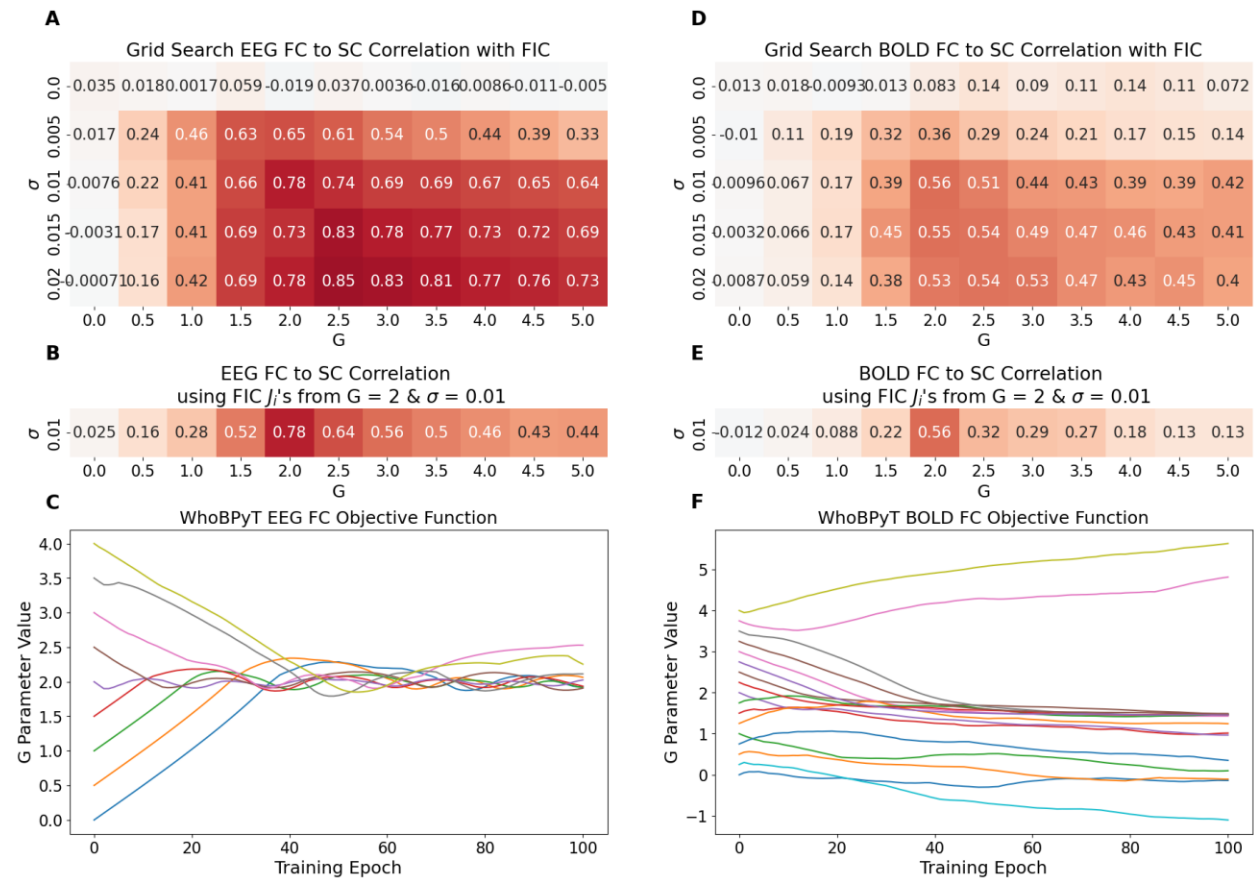 A
Grid Search EEG FC to SC Correlation with FIC
0.0 -0.035 0.018 0.0017 0.059 -0.019 0.037 0.0036 -0.016 0.0086 -0.011 -0.005
0.005 -0.017 0.24 0.46 0.63 0.65 0.61 0.54 0.5 0.44 0.39 0.33
0.01 -0.0076 0.22 0.41 0.66 0.78 0.74 0.69 0.69 0.67 0.65 0.64
0.015 -0.0031 0.17 0.41 0.69 0.73 0.83 0.78 0.77 0.73 0.72 0.69
0.02 -0.00071 0.16 0.42 0.69 0.78 0.85 0.83 0.81 0.77 0.76 0.73
σ
0.0 0.5 1.0 1.5 2.0 2.5 3.0 3.5 4.0 4.5 5.0
G
B
EEG FC to SC Correlation
using FIC Jᵢ's from G = 2 & σ = 0.01
σ
0.01 -0.025 0.16 0.28 0.52 0.78 0.64 0.56 0.5 0.46 0.43 0.44
0.0 0.5 1.0 1.5 2.0 2.5 3.0 3.5 4.0 4.5 5.0
G
C
WhoBPyT EEG FC Objective Function
G Parameter Value
4.0
3.5
3.0
2.5
2.0
1.5
1.0
0.5
0.0
0 20 40 60 80 100
Training Epoch
D
Grid Search BOLD FC to SC Correlation with FIC
0.0 -0.013 0.018 -0.0093 0.013 0.083 0.14 0.09 0.11 0.14 0.11 0.072
0.005 -0.01 0.11 0.19 0.32 0.36 0.29 0.24 0.21 0.17 0.15 0.14
0.01 -0.0096 0.067 0.17 0.39 0.56 0.51 0.44 0.43 0.39 0.39 0.42
0.015 -0.0032 0.066 0.17 0.45 0.55 0.54 0.49 0.47 0.46 0.43 0.41
0.02 -0.0087 0.059 0.14 0.38 0.53 0.54 0.53 0.47 0.43 0.45 0.4
σ
0.0 0.5 1.0 1.5 2.0 2.5 3.0 3.5 4.0 4.5 5.0
G
E
BOLD FC to SC Correlation
using FIC Jᵢ's from G = 2 & σ = 0.01
σ
0.01 -0.012 0.024 0.088 0.22 0.56 0.32 0.29 0.27 0.18 0.13 0.13
0.0 0.5 1.0 1.5 2.0 2.5 3.0 3.5 4.0 4.5 5.0
G
F
WhoBPyT BOLD FC Objective Function
G Parameter Value
5
4
3
2
1
0
−1
0 20 40 60 80 100
Training Epoch